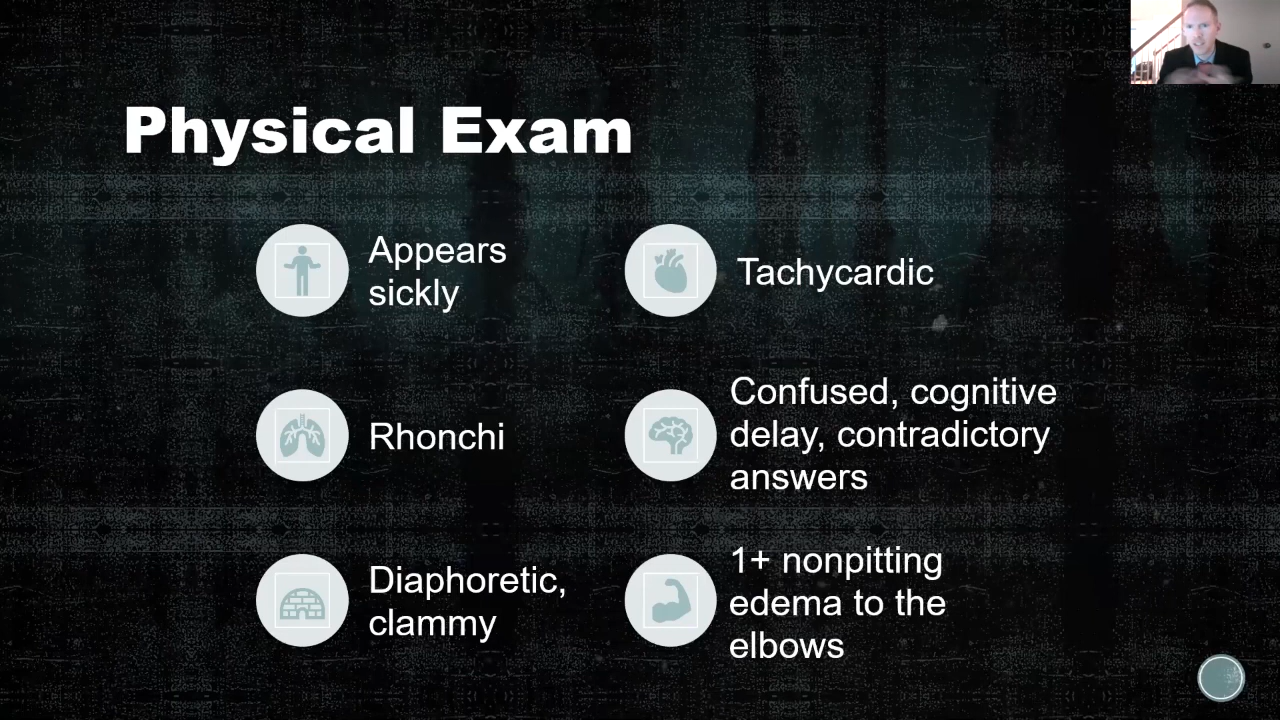 Physical Exam
Appears
sickly
Tachycardic
Rhonchi
Confused, cognitive
delay, contradictory
answers
Diaphoretic,
clammy
1+ nonpitting
edema to the
elbows